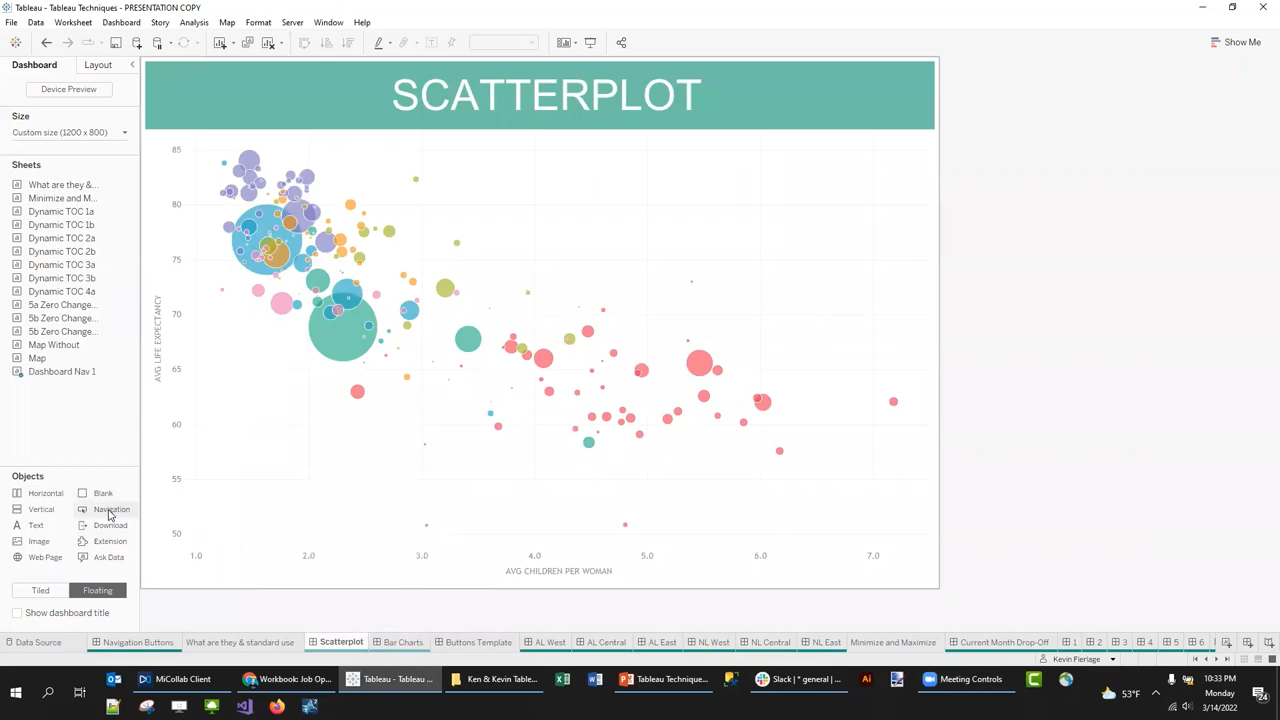 Tableau - Tableau Techniques - PRESENTATION COPY
File Data Worksheet Dashboard Story Analysis Map Format Server Window Help
Show Me
Dashboard Layout
Device Preview
Size
Custom size (1200 x 800)
Sheets
What are they &...
Minimize and M...
Dynamic TOC 1a
Dynamic TOC 1b
Dynamic TOC 2a
Dynamic TOC 2b
Dynamic TOC 3a
Dynamic TOC 3b
Dynamic TOC 4a
5a Zero Change...
5b Zero Change...
5b Zero Change...
Map Without
Map
Dashboard Nav 1
Objects
Horizontal Blank
Vertical Navigation
Text Download
Image Extension
Web Page Ask Data
Tiled Floating
Show dashboard title
SCATTERPLOT
85
80
75
70
65
60
55
50
AVG LIFE EXPECTANCY
1.0 2.0 3.0 4.0 5.0 6.0 7.0
AVG CHILDREN PER WOMAN
Data Source Navigation Buttons What are they & standard use Scatterplot Bar Charts Buttons Template AL West AL Central AL East NL West NL Central NL East Minimize and Maximize Current Month Drop-Off 1 2 3 4 5 6
Kevin Flerlage
MiCollab Client Workbook: Job Op... Tableau - Tableau ... Ken & Kevin Table... Tableau Technique... Slack | * general | ... Meeting Controls
53°F
10:33 PM
Monday
3/14/2022
24